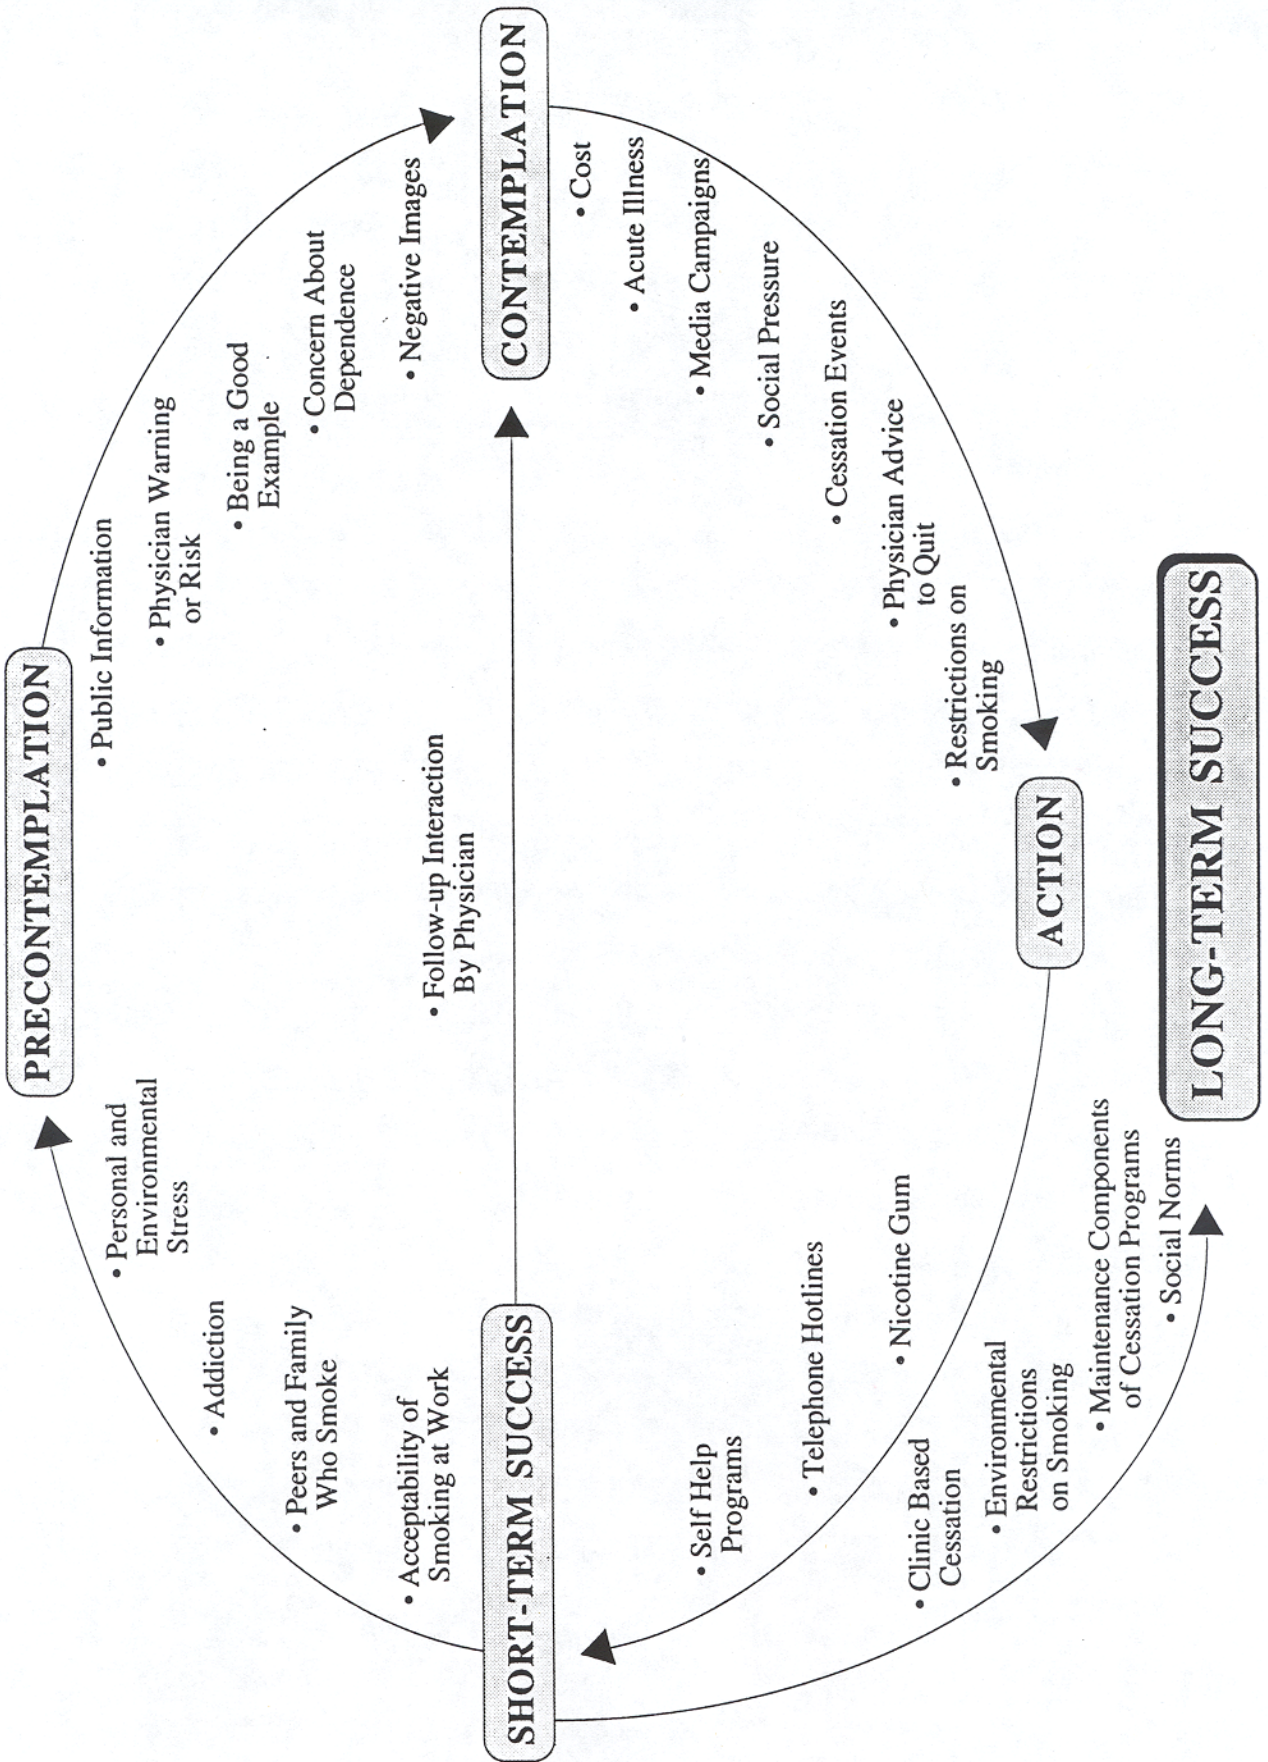 PRECONTEMPLATION
• Public Information
• Physician Warning
or Risk
• Being a Good
Example
• Concern About
Dependence
• Negative Images
CONTEMPLATION
• Cost
• Acute Illness
• Media Campaigns
• Social Pressure
• Cessation Events
• Physician Advice
to Quit
• Restrictions on
Smoking
ACTION
• Nicotine Gum
• Telephone Hotlines
• Self Help
Programs
SHORT-TERM SUCCESS
• Acceptability of
Smoking at Work
• Peers and Family
Who Smoke
• Addiction
• Personal and
Environmental
Stress
• Follow-up Interaction
By Physician
• Clinic Based
Cessation
• Environmental
Restrictions
on Smoking
• Maintenance Components
of Cessation Programs
• Social Norms
LONG-TERM SUCCESS